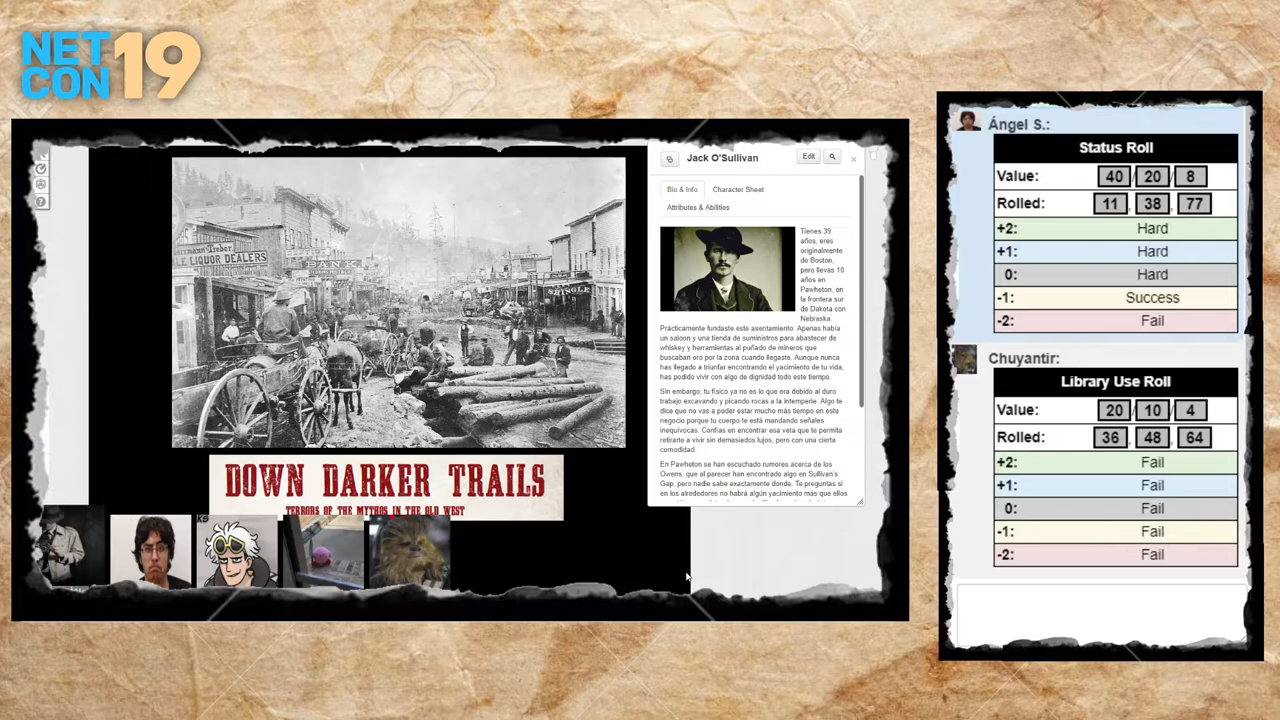 NET
CON 19
Trebor
LE LIQUOR DEALERS
SHINGLE
DOWN DARKER TRAILS
TERRORS OF THE MYTHOS IN THE OLD WEST
KS
Jack O'Sullivan
Edit
Bio & Info
Character Sheet
Attributes & Abilities
Tienes 39
años, eres
originalmente
de Boston,
pero llevas 10
años en
Pawheton, en
la frontera sur
de Dakota con
Nebraska.
Prácticamente fundaste este asentamiento. Apenas había
un saloon y una tienda de suministros para abastecer de
whiskey y herramientas al puñado de mineros que
buscaban oro por la zona cuando llegaste. Aunque nunca
has llegado a triunfar encontrando el yacimiento de tu vida,
has podido vivir con algo de dignidad todo este tiempo.
Sin embargo, tu físico ya no es lo que era debido al duro
trabajo excavando y picando rocas a la intemperie. Algo te
dice que no vas a poder estar mucho más tiempo en este
negocio porque tu cuerpo te está mandando señales
inequívocas. Confías en encontrar esa veta que te permita
retirarte a vivir sin demasiados lujos, pero con una cierta
comodidad.
En Pawheton se han escuchado rumores acerca de los
Owens, que al parecer han encontrado algo en Sullivan's
Gap, pero nadie sabe exactamente donde. Te preguntas si
en los alrededores no habrá algún yacimiento más que ellos
Ángel S.:
Status Roll
Value: 40 / 20 / 8
Rolled: 11, 38, 77
+2: Hard
+1: Hard
0: Hard
-1: Success
-2: Fail
Chuyantir:
Library Use Roll
Value: 20 / 10 / 4
Rolled: 36, 48, 64
+2: Fail
+1: Fail
0: Fail
-1: Fail
-2: Fail